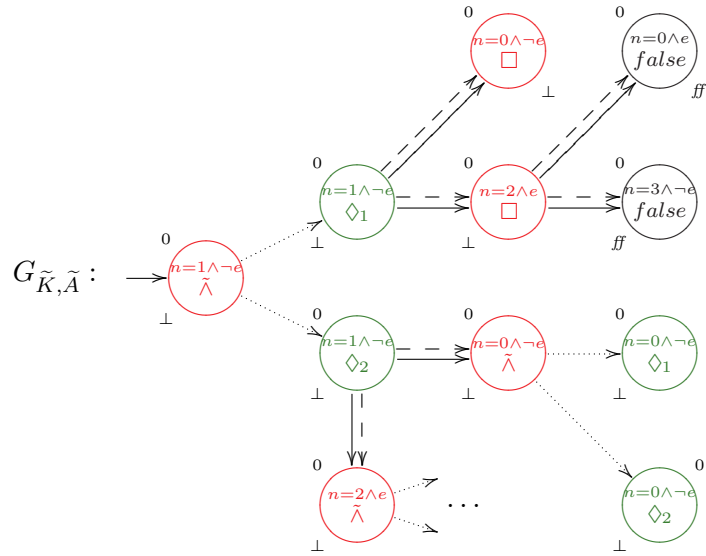 0 0
n=0∧¬e n=0∧e
□ false
⊥ ff
0 0 0
n=1∧¬e n=2∧e n=3∧¬e
◇₁ □ false
⊥ ⊥ ff
0
G_{K̃,Ã} : n=1∧¬e
∧̃
⊥
0 0 0
n=1∧¬e n=0∧¬e n=0∧¬e
◇₂ ∧̃ ◇₁
⊥ ⊥ ⊥
0 0
n=2∧e ... n=0∧¬e
∧̃ ◇₂
⊥ ⊥